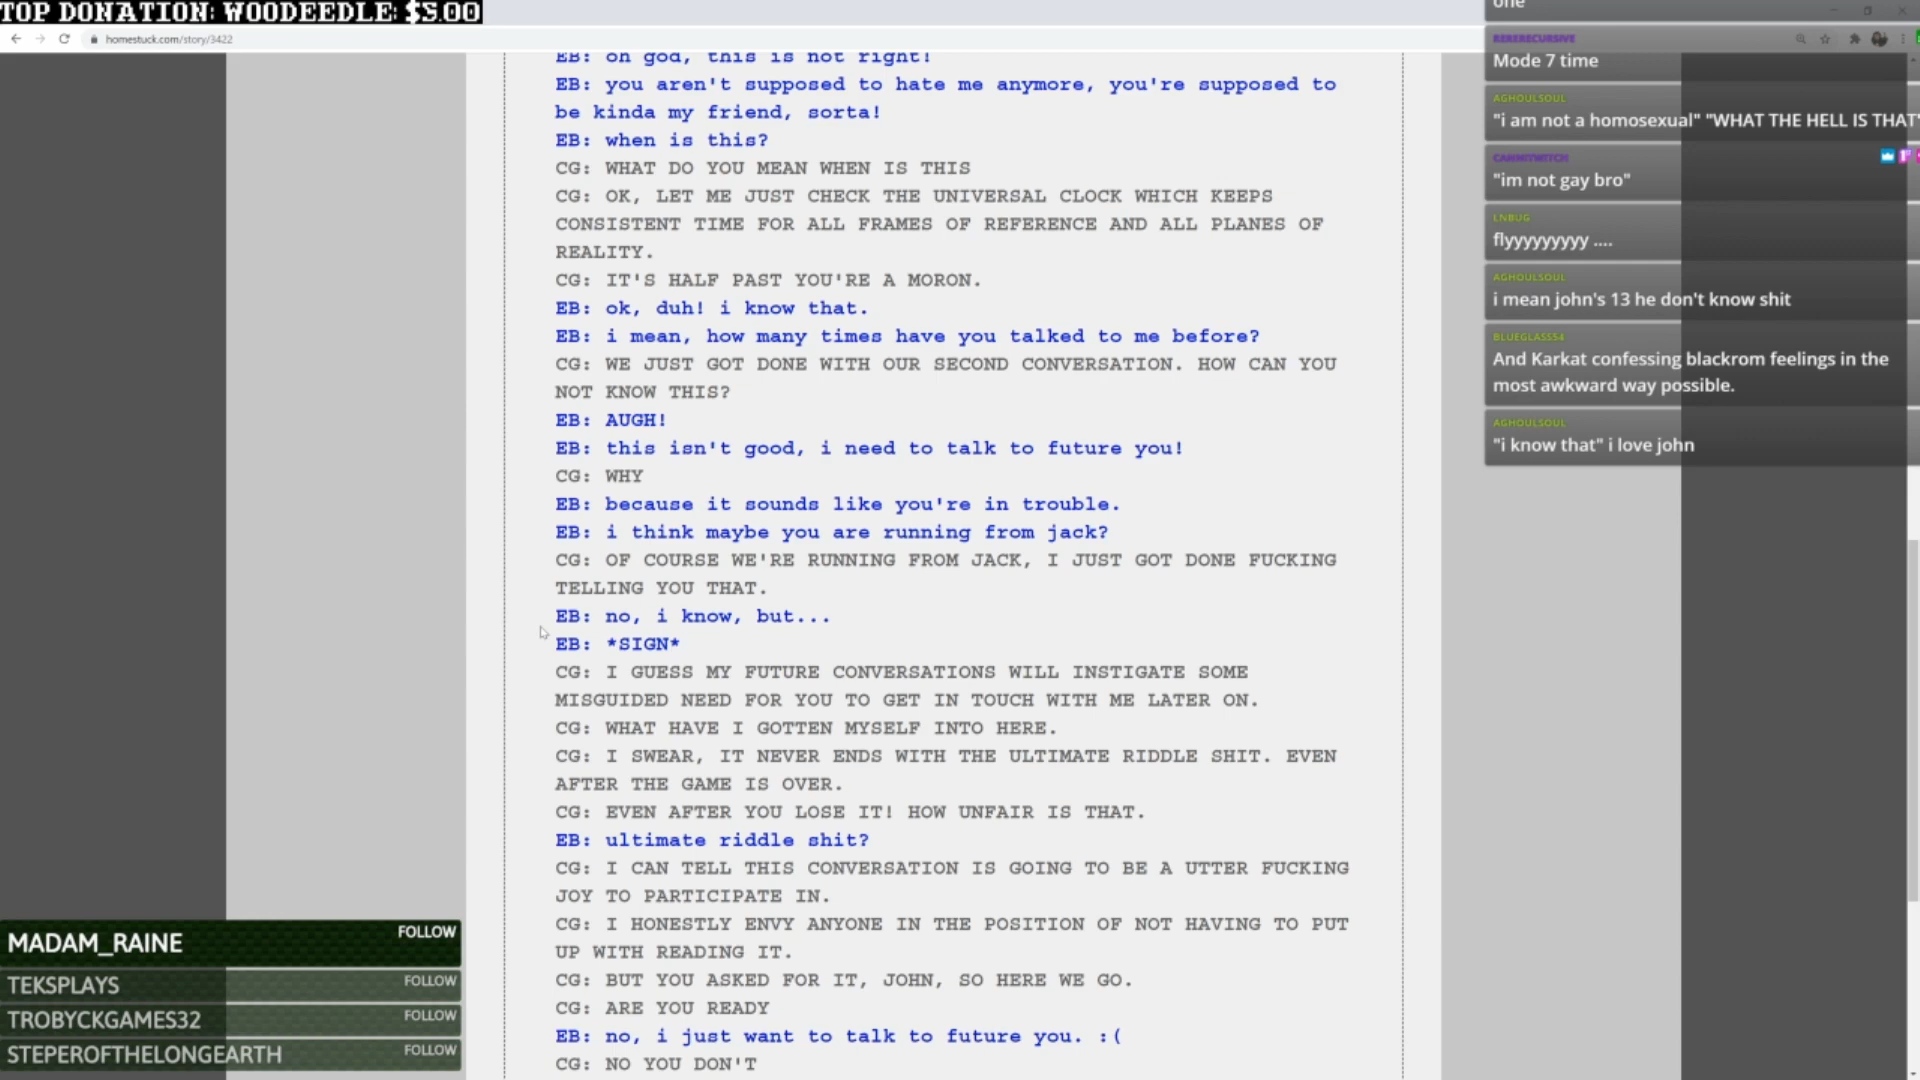 TOP DONATION: WOODEEDLE: $5.00
homestuck.com/story/3422
EB: oh god, this is not right!
EB: you aren't supposed to hate me anymore, you're supposed to
be kinda my friend, sorta!
EB: when is this?
CG: WHAT DO YOU MEAN WHEN IS THIS
CG: OK, LET ME JUST CHECK THE UNIVERSAL CLOCK WHICH KEEPS
CONSISTENT TIME FOR ALL FRAMES OF REFERENCE AND ALL PLANES OF
REALITY.
CG: IT'S HALF PAST YOU'RE A MORON.
EB: ok, duh! i know that.
EB: i mean, how many times have you talked to me before?
CG: WE JUST GOT DONE WITH OUR SECOND CONVERSATION. HOW CAN YOU
NOT KNOW THIS?
EB: AUGH!
EB: this isn't good, i need to talk to future you!
CG: WHY
EB: because it sounds like you're in trouble.
EB: i think maybe you are running from jack?
CG: OF COURSE WE'RE RUNNING FROM JACK, I JUST GOT DONE FUCKING
TELLING YOU THAT.
EB: no, i know, but...
EB: *SIGN*
CG: I GUESS MY FUTURE CONVERSATIONS WILL INSTIGATE SOME
MISGUIDED NEED FOR YOU TO GET IN TOUCH WITH ME LATER ON.
CG: WHAT HAVE I GOTTEN MYSELF INTO HERE.
CG: I SWEAR, IT NEVER ENDS WITH THE ULTIMATE RIDDLE SHIT. EVEN
AFTER THE GAME IS OVER.
CG: EVEN AFTER YOU LOSE IT! HOW UNFAIR IS THAT.
EB: ultimate riddle shit?
CG: I CAN TELL THIS CONVERSATION IS GOING TO BE A UTTER FUCKING
JOY TO PARTICIPATE IN.
CG: I HONESTLY ENVY ANYONE IN THE POSITION OF NOT HAVING TO PUT
UP WITH READING IT.
CG: BUT YOU ASKED FOR IT, JOHN, SO HERE WE GO.
CG: ARE YOU READY
EB: no, i just want to talk to future you. :(
CG: NO YOU DON'T
one
RERERECURSIVE
Mode 7 time
AGHOULSOUL
"i am not a homosexual" "WHAT THE HELL IS THAT"
CAMMITWITCH
"im not gay bro"
LNBUG
flyyyyyyyyy ....
AGHOULSOUL
i mean john's 13 he don't know shit
BLUEGLASS54
And Karkat confessing blackrom feelings in the
most awkward way possible.
AGHOULSOUL
"i know that" i love john
MADAM_RAINE FOLLOW
TEKSPLAYS FOLLOW
TROBYCKGAMES32 FOLLOW
STEPEROFTHELONGEARTH FOLLOW